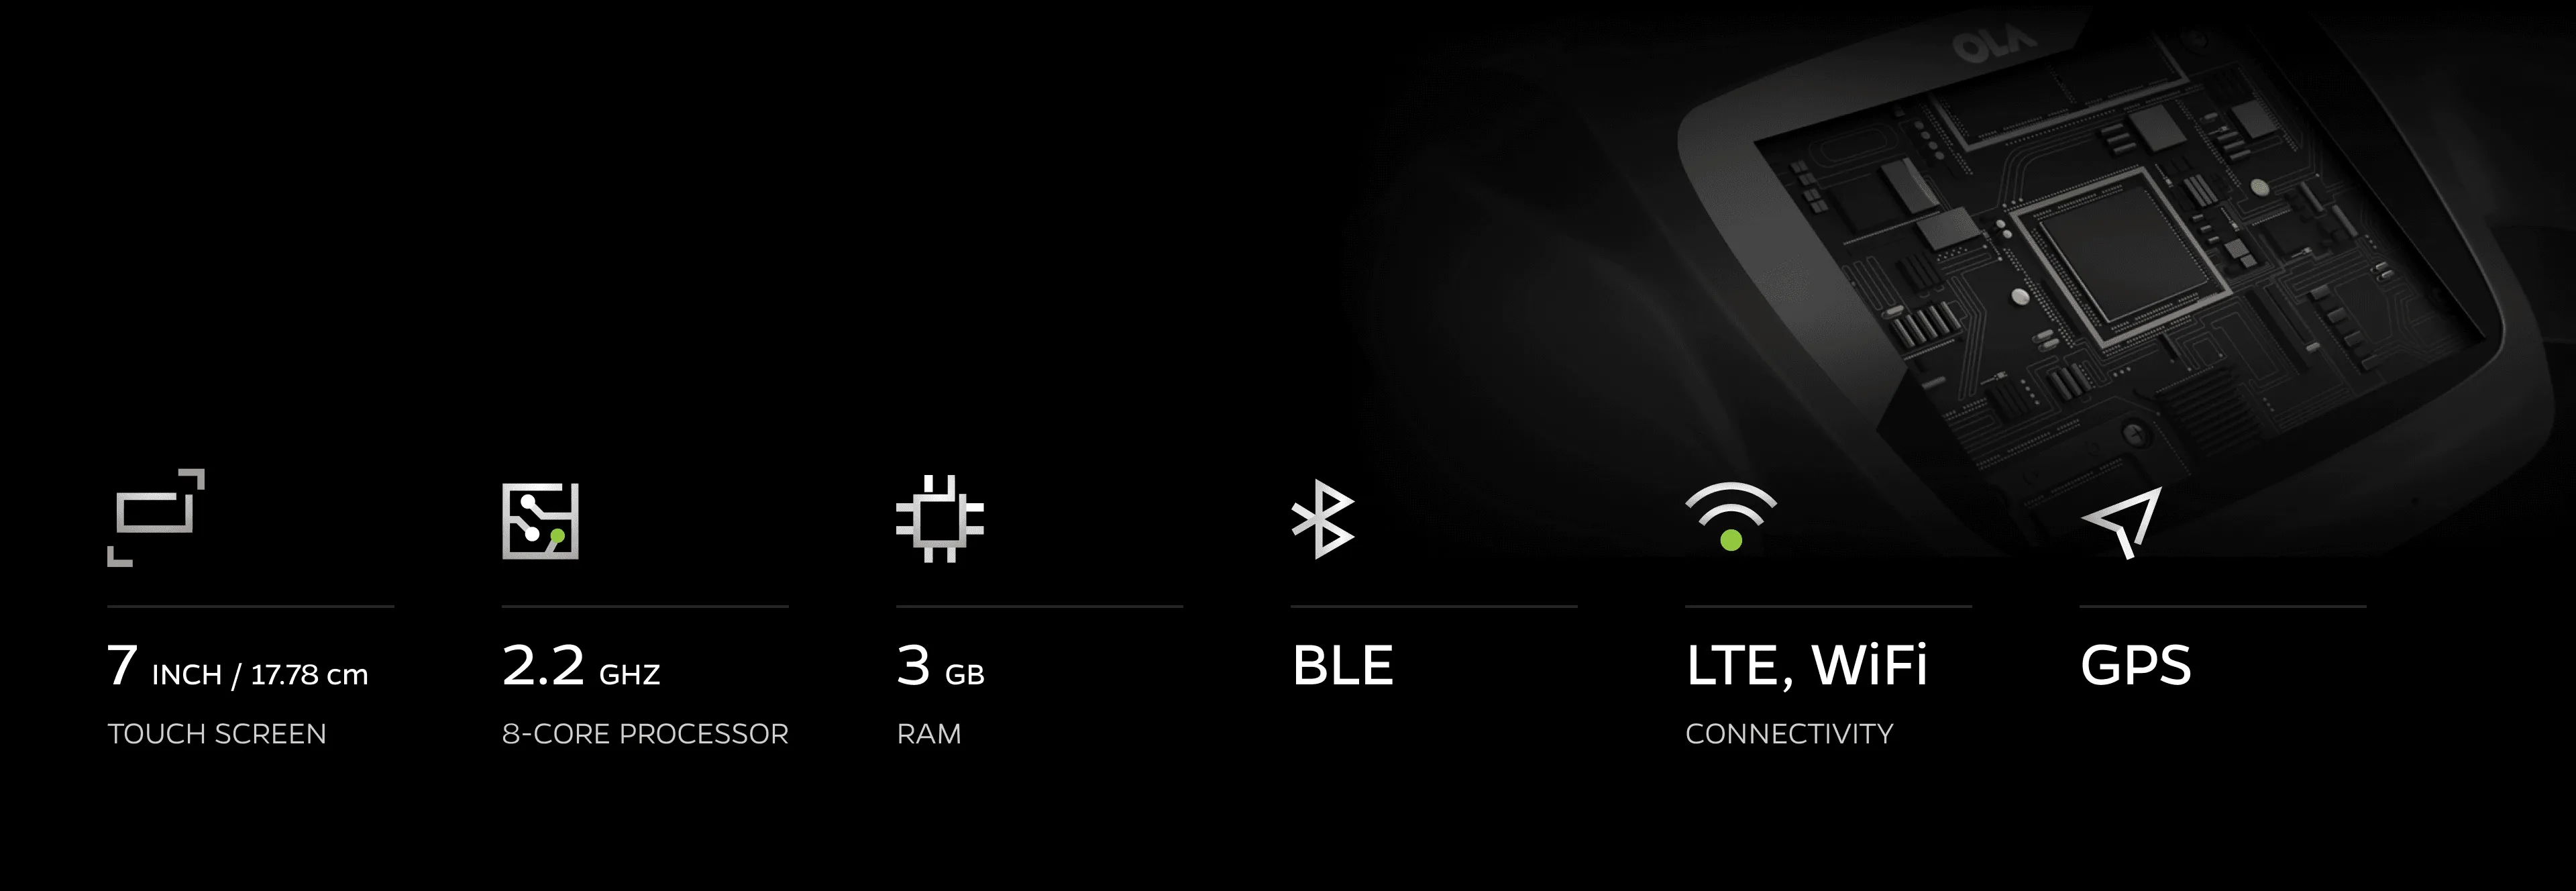 OLA
7 INCH / 17.78 cm
TOUCH SCREEN
2.2 GHZ
8-CORE PROCESSOR
3 GB
RAM
BLE
LTE, WiFi
CONNECTIVITY
GPS